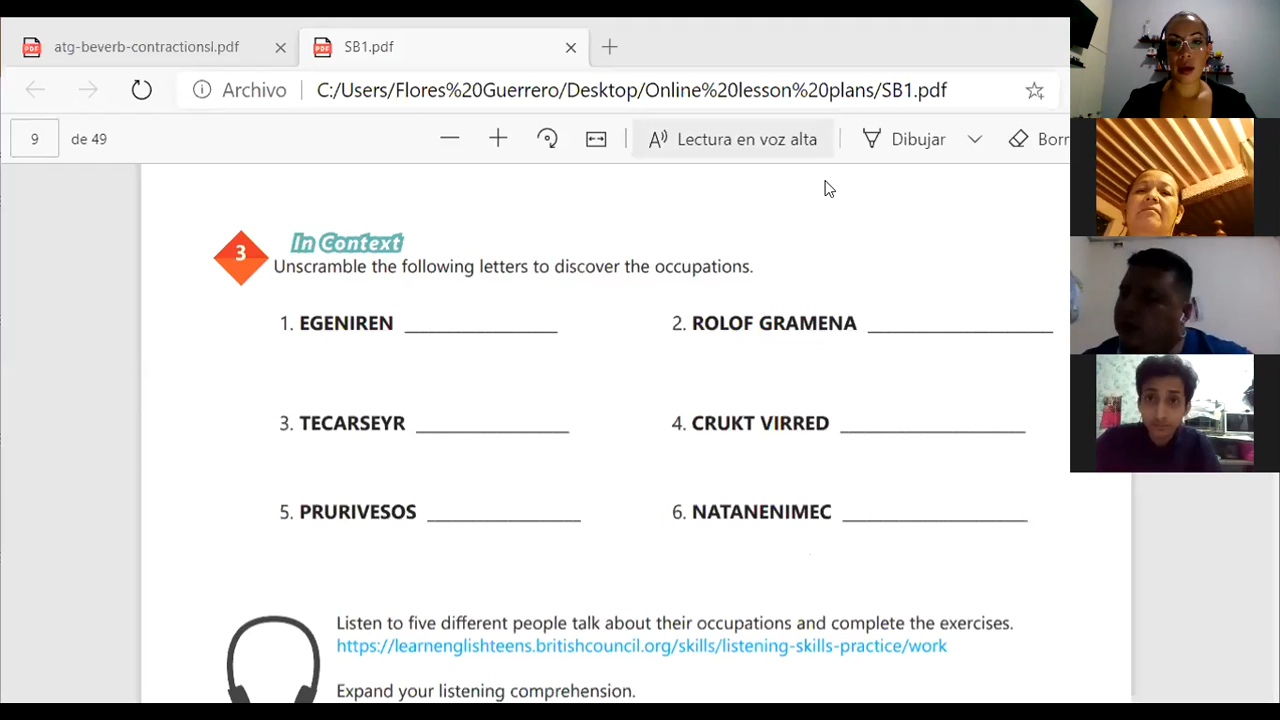 atg-beverb-contractionsl.pdf
SB1.pdf
Archivo
C:/Users/Flores%20Guerrero/Desktop/Online%20lesson%20plans/SB1.pdf
9 de 49
Lectura en voz alta
Dibujar
Borr
3
In Context
Unscramble the following letters to discover the occupations.
1. EGENIREN
2. ROLOF GRAMENA
3. TECARSEYR
4. CRUKT VIRRED
5. PRURIVESOS
6. NATANENIMEC
Listen to five different people talk about their occupations and complete the exercises.
https://learnenglishteens.britishcouncil.org/skills/listening-skills-practice/work
Expand your listening comprehension.